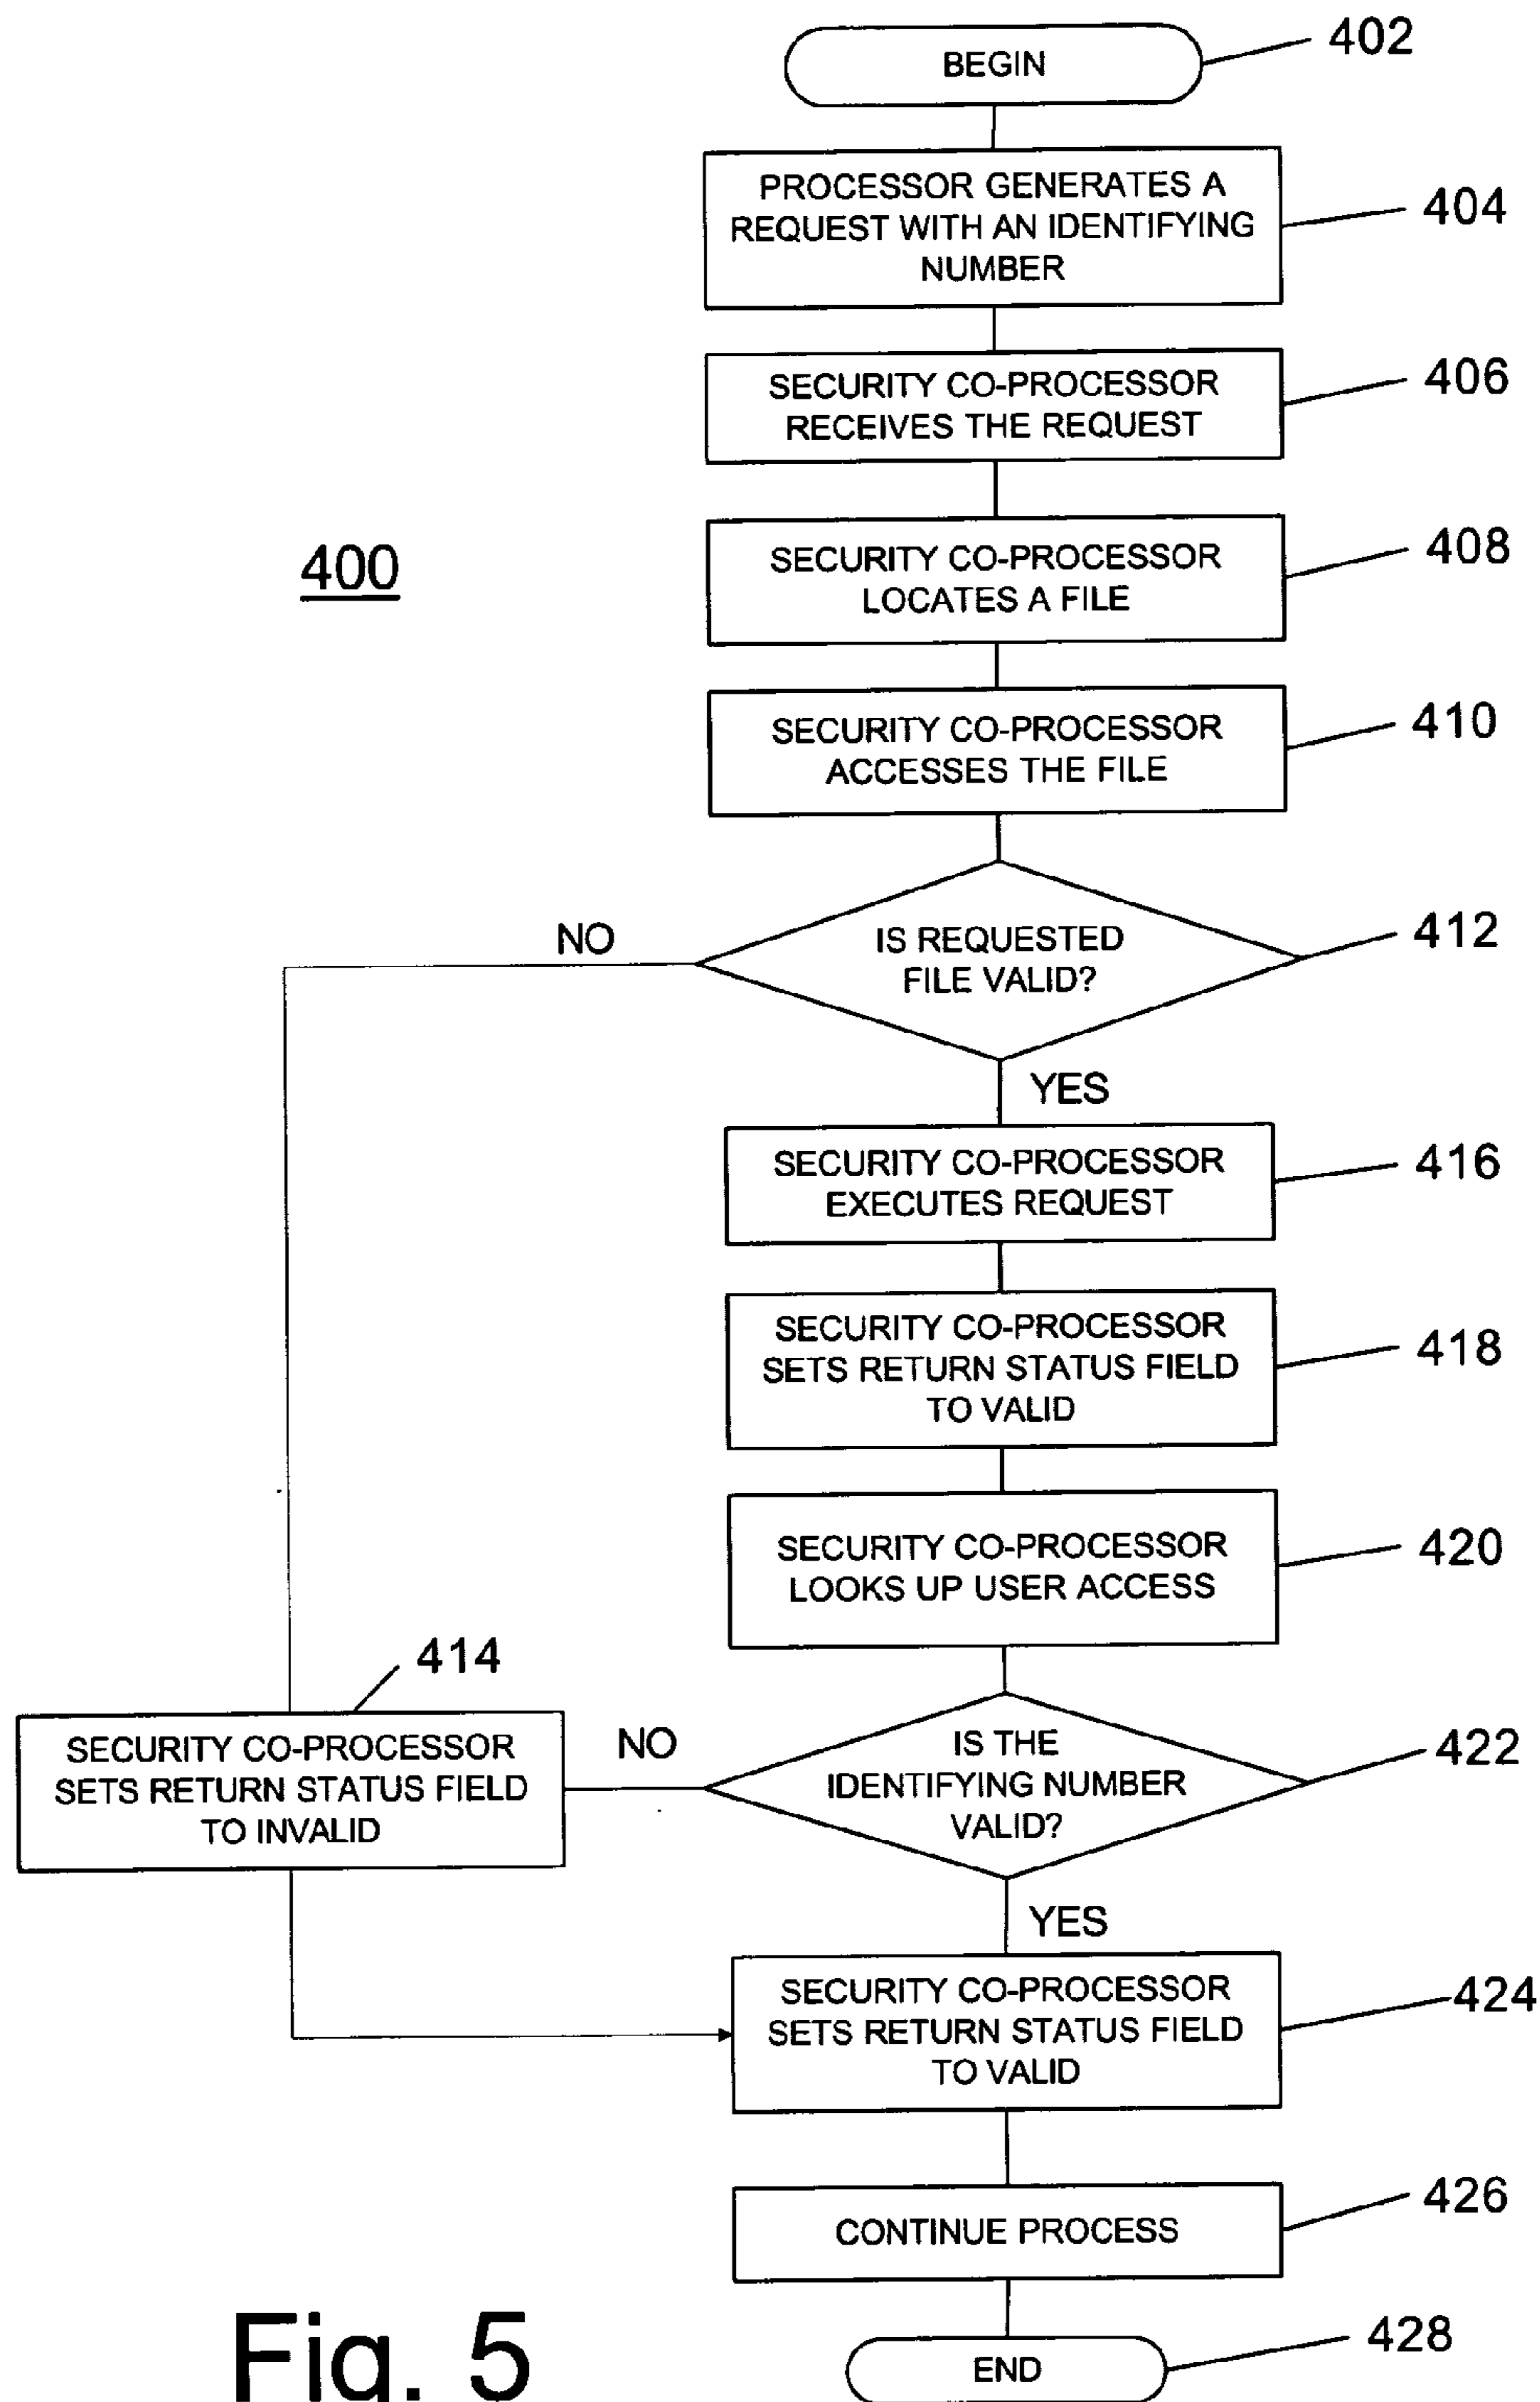 BEGIN
402
PROCESSOR GENERATES A
REQUEST WITH AN IDENTIFYING
NUMBER
404
SECURITY CO-PROCESSOR
RECEIVES THE REQUEST
406
400
SECURITY CO-PROCESSOR
LOCATES A FILE
408
SECURITY CO-PROCESSOR
ACCESSES THE FILE
410
NO
IS REQUESTED
FILE VALID?
412
YES
SECURITY CO-PROCESSOR
EXECUTES REQUEST
416
SECURITY CO-PROCESSOR
SETS RETURN STATUS FIELD
TO VALID
418
SECURITY CO-PROCESSOR
LOOKS UP USER ACCESS
420
414
SECURITY CO-PROCESSOR
SETS RETURN STATUS FIELD
TO INVALID
NO
IS THE
IDENTIFYING NUMBER
VALID?
422
YES
SECURITY CO-PROCESSOR
SETS RETURN STATUS FIELD
TO VALID
424
CONTINUE PROCESS
426
END
428
Fig. 5